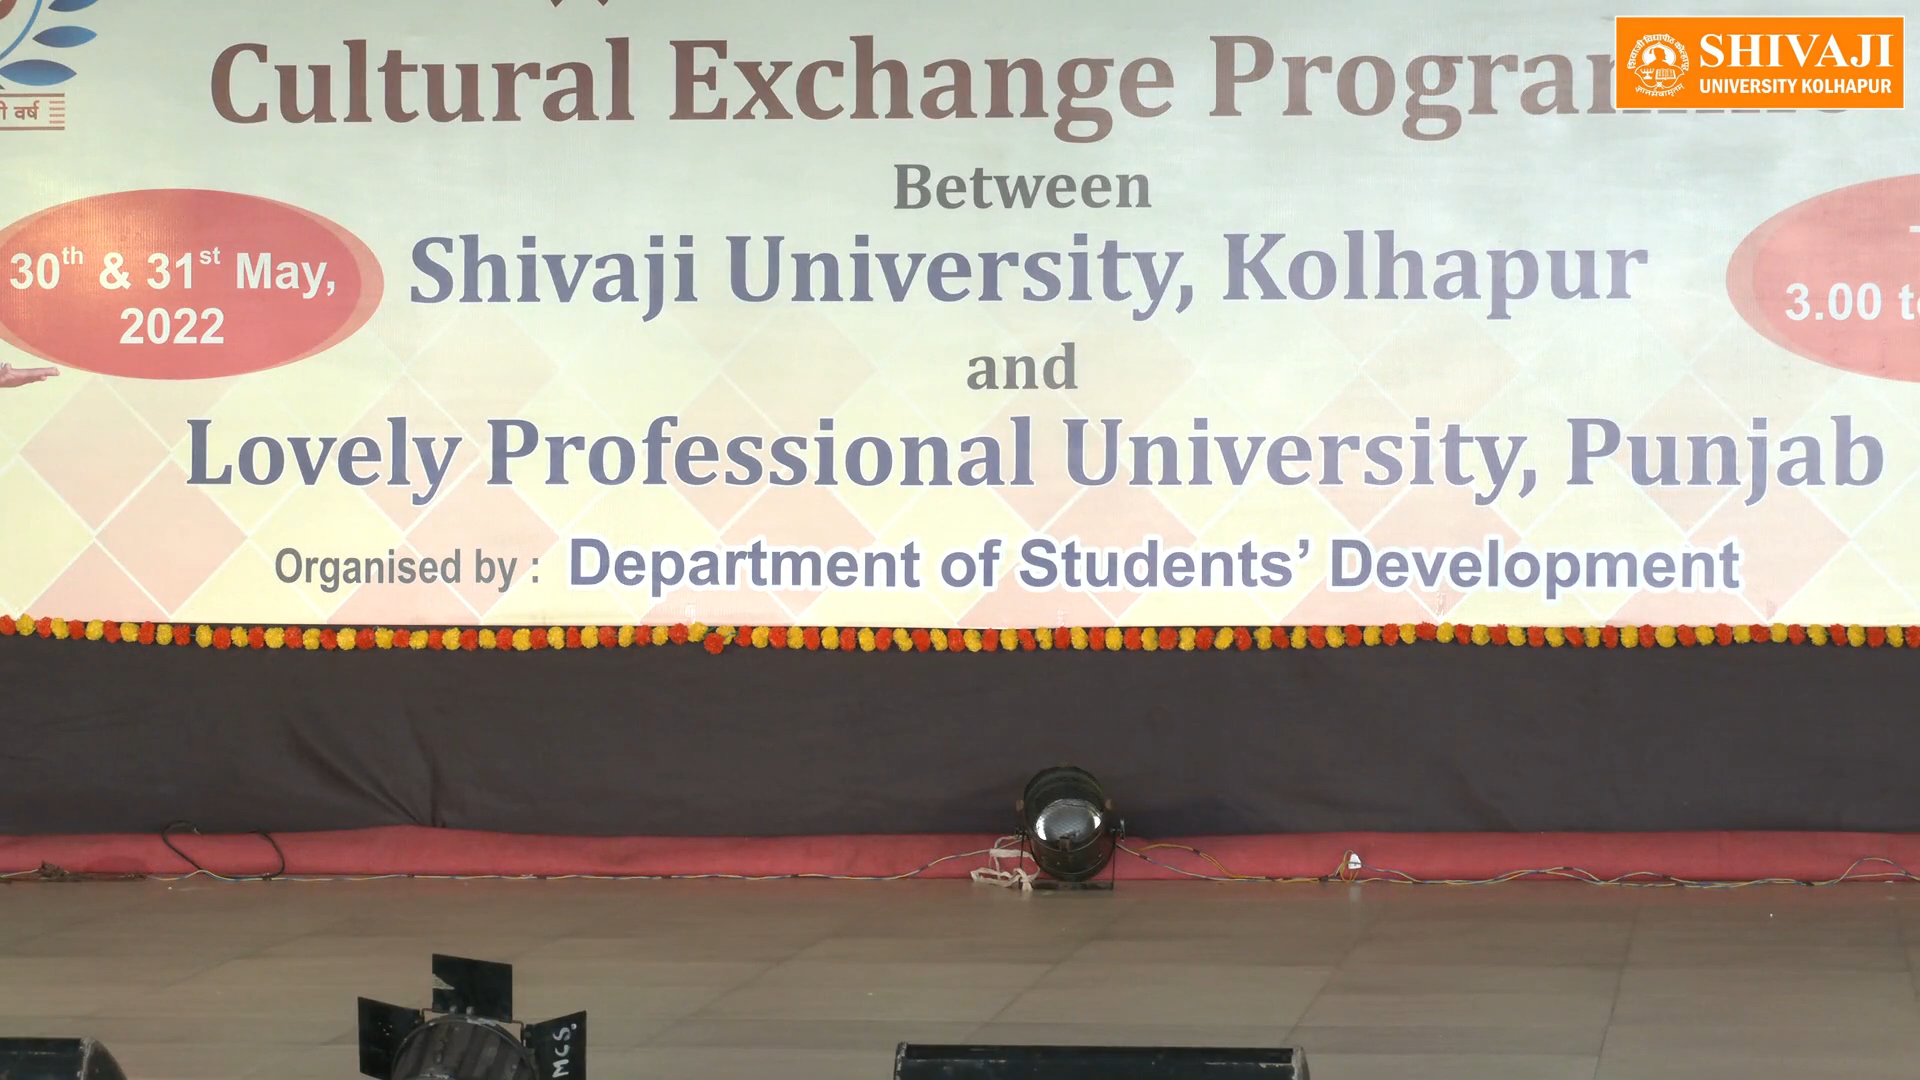 Cultural Exchange
Between
Shivaji University, Kolhapur
and
Lovely Professional University, Punjab
Organised by : Department of Students' Development
30th & 31st May,
2022
3.00
वर्ष
SHIVAJI
UNIVERSITY KOLHAPUR
MCS.